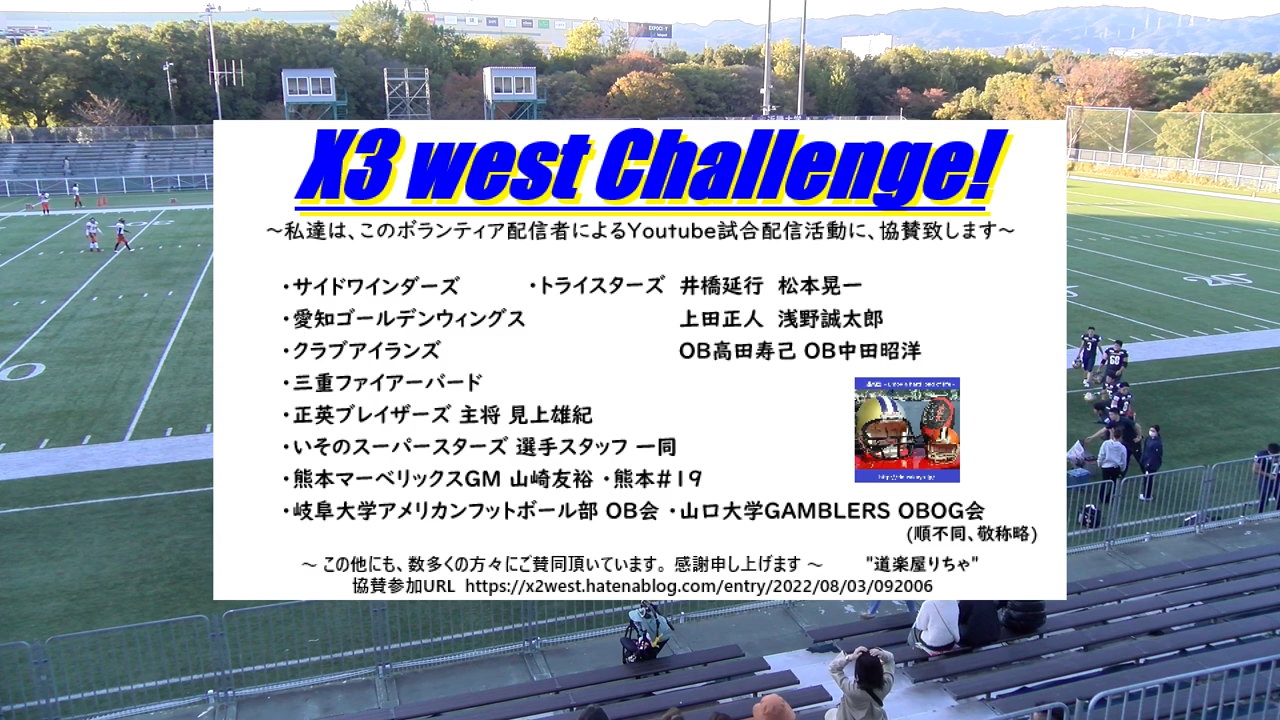 EXPOCITY
近畿大学
X3 west Challenge!
～私達は、このボランティア配信者によるYoutube試合配信活動に、協賛致します～
・サイドワインダーズ ・トライスターズ 井橋延行 松本晃一
・愛知ゴールデンウィングス 上田正人 浅野誠太郎
・クラブアイランズ OB高田寿己 OB中田昭洋
・三重ファイアーバード
・正英ブレイザーズ 主将 見上雄紀
・いそのスーパースターズ 選手スタッフ 一同
・熊本マーベリックスGM 山崎友裕 ・熊本#19
・岐阜大学アメリカンフットボール部 OB会 ・山口大学GAMBLERS OBOG会
(順不同、敬称略)
～ この他にも、数多くの方々にご賛同頂いています。感謝申し上げます ～ "道楽屋りちゃ"
協賛参加URL https://x2west.hatenablog.com/entry/2022/08/03/092006
20
3
60